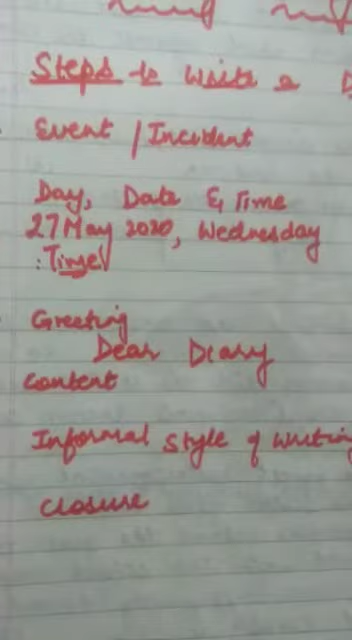 Steps to Write a D
Event / Incident
Day, Date & Time
27 May 2020, Wednesday
: Time
Greeting
Dear Diary
Content
Informal Style of Writing
Closure